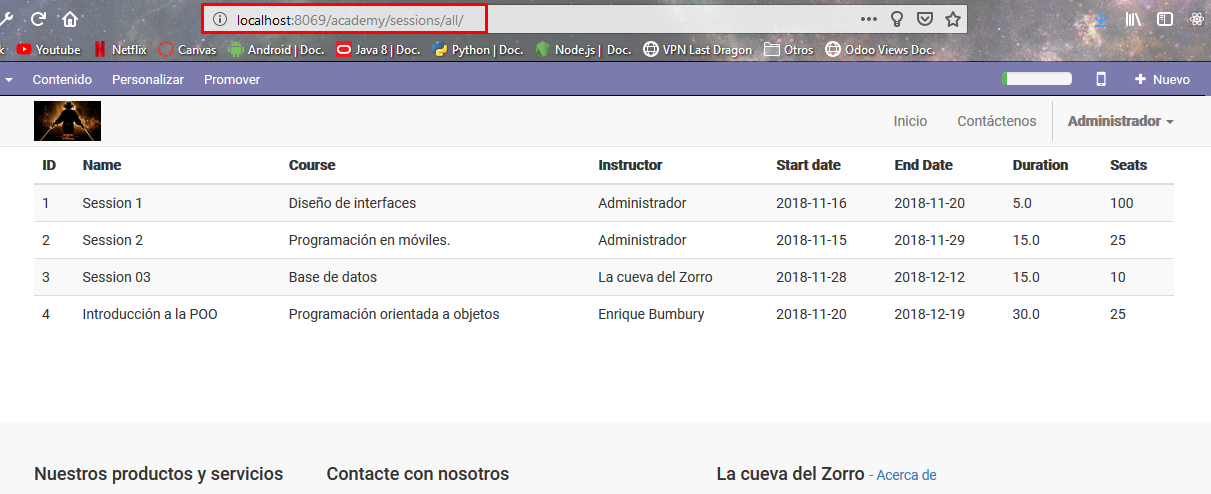 localhost:8069/academy/sessions/all/
k Youtube Netflix Canvas Android | Doc. Java 8 | Doc. Python | Doc. Node.js | Doc. VPN Last Dragon Otros Odoo Views Doc.
Contenido Personalizar Promover + Nuevo
Inicio Contáctenos Administrador
ID Name Course Instructor Start date End Date Duration Seats
1 Session 1 Diseño de interfaces Administrador 2018-11-16 2018-11-20 5.0 100
2 Session 2 Programación en móviles. Administrador 2018-11-15 2018-11-29 15.0 25
3 Session 03 Base de datos La cueva del Zorro 2018-11-28 2018-12-12 15.0 10
4 Introducción a la POO Programación orientada a objetos Enrique Bumbury 2018-11-20 2018-12-19 30.0 25
Nuestros productos y servicios Contacte con nosotros La cueva del Zorro - Acerca de